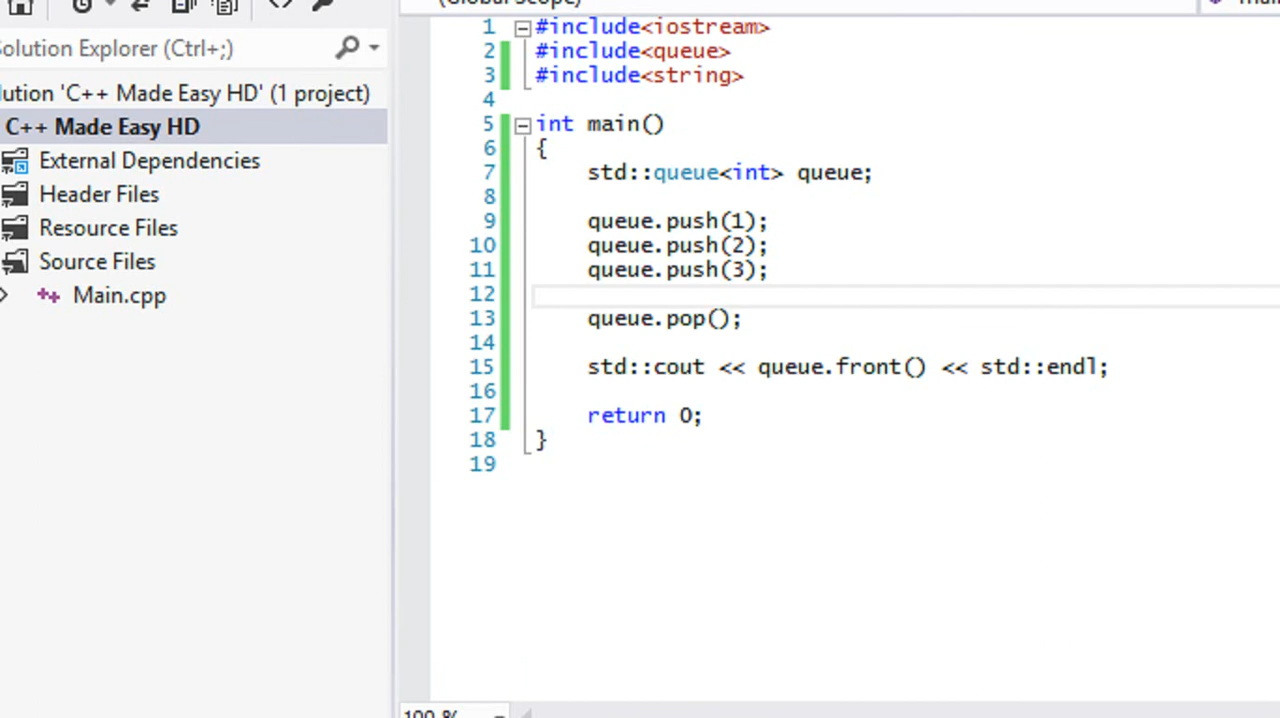 Solution Explorer (Ctrl+;)
lution 'C++ Made Easy HD' (1 project)
C++ Made Easy HD
External Dependencies
Header Files
Resource Files
Source Files
Main.cpp
1 #include<iostream>
2 #include<queue>
3 #include<string>
4
5 int main()
6 {
7 std::queue<int> queue;
8
9 queue.push(1);
10 queue.push(2);
11 queue.push(3);
12
13 queue.pop();
14
15 std::cout << queue.front() << std::endl;
16
17 return 0;
18 }
19
100 %